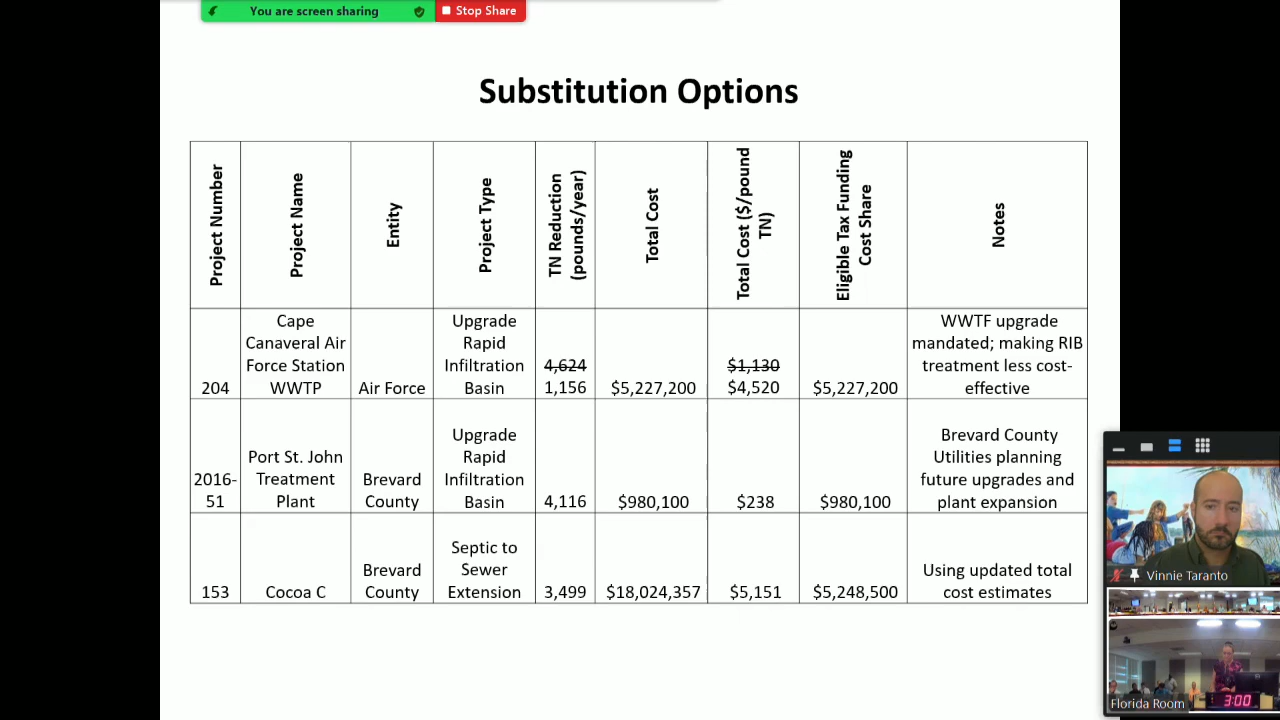 You are screen sharing
Stop Share
Substitution Options
Project Number
Project Name
Entity
Project Type
TN Reduction
(pounds/year)
Total Cost
Total Cost ($/pound
TN)
Eligible Tax Funding
Cost Share
Notes
204
Cape
Canaveral Air
Force Station
WWTP
Air Force
Upgrade
Rapid
Infiltration
Basin
4,624
1,156
$5,227,200
$1,130
$4,520
$5,227,200
WWTF upgrade
mandated; making RIB
treatment less cost-
effective
2016-
51
Port St. John
Treatment
Plant
Brevard
County
Upgrade
Rapid
Infiltration
Basin
4,116
$980,100
$238
$980,100
Brevard County
Utilities planning
future upgrades and
plant expansion
153
Cocoa C
Brevard
County
Septic to
Sewer
Extension
3,499
$18,024,357
$5,151
$5,248,500
Using updated total
cost estimates
Vinnie Taranto
3:00
Florida Room